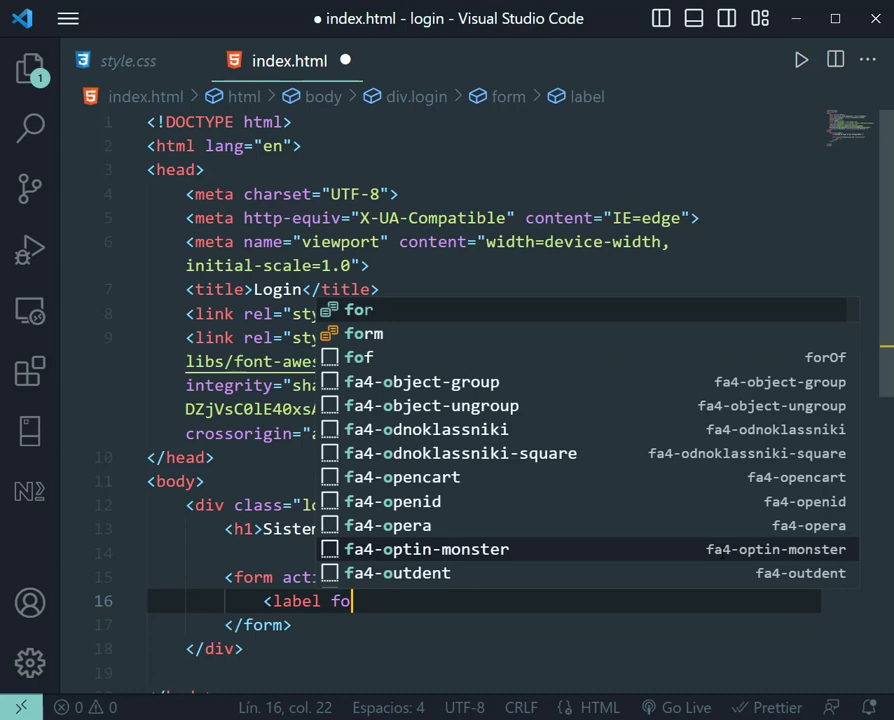 ● index.html - login - Visual Studio Code
style.css
index.html ●
1
index.html > html > body > div.login > form > label
1 <!DOCTYPE html>
2 <html lang="en">
3 <head>
4 <meta charset="UTF-8">
5 <meta http-equiv="X-UA-Compatible" content="IE=edge">
6 <meta name="viewport" content="width=device-width,
initial-scale=1.0">
7 <title>Login</title>
8 <link rel="sty
9 <link rel="sty
libs/font-awes
integrity="sha
crossorigin="a
10 </head>
11 <body>
12 <div class="lo
13 <h1>Sistem
14
15 <form acti
16 <label fo
17 </form>
18 </div>
19
for
form
fof forOf
fa4-object-group fa4-object-group
fa4-object-ungroup fa4-object-ungroup
fa4-odnoklassniki fa4-odnoklassniki
fa4-odnoklassniki-square fa4-odnoklassniki-square
fa4-opencart fa4-opencart
fa4-openid fa4-openid
fa4-opera fa4-opera
fa4-optin-monster fa4-optin-monster
fa4-outdent fa4-outdent
0 0 Lín. 16, col. 22 Espacios: 4 UTF-8 CRLF HTML Go Live Prettier